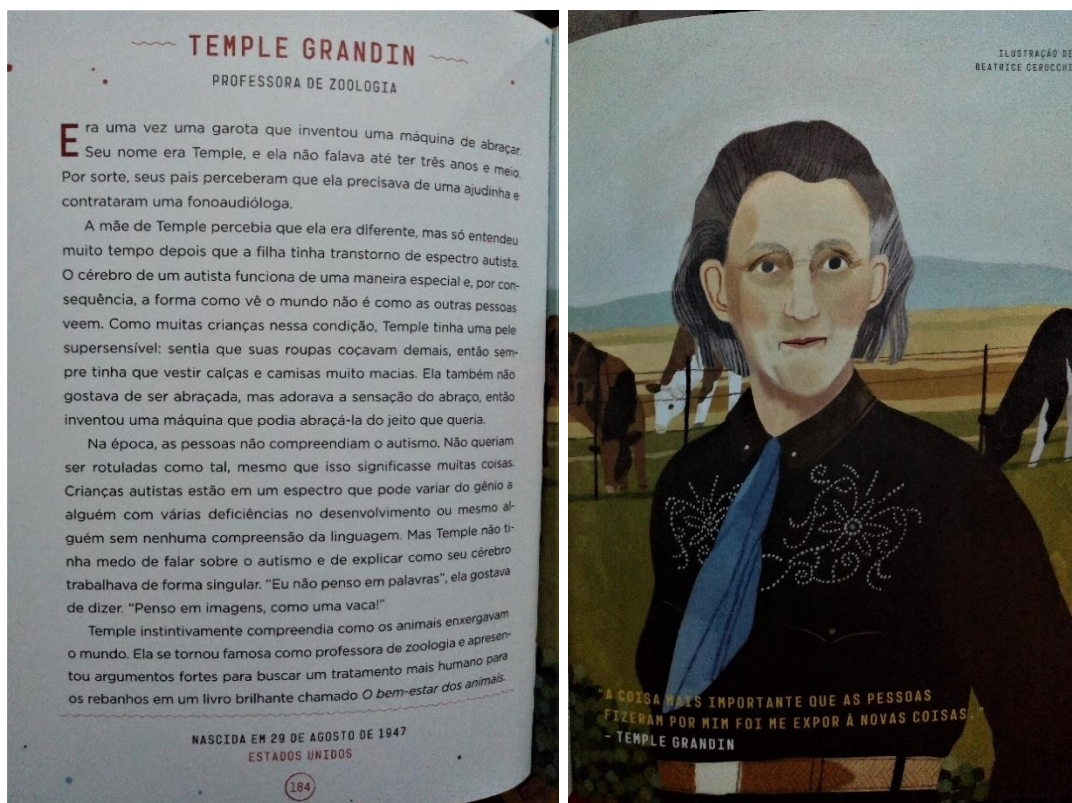 TEMPLE GRANDIN
PROFESSORA DE ZOOLOGIA
Era uma vez uma garota que inventou uma máquina de abraçar.
Seu nome era Temple, e ela não falava até ter três anos e meio.
Por sorte, seus pais perceberam que ela precisava de uma ajudinha e
contrataram uma fonoaudióloga.
A mãe de Temple percebia que ela era diferente, mas só entendeu
muito tempo depois que a filha tinha transtorno de espectro autista.
O cérebro de um autista funciona de uma maneira especial e, por con-
sequência, a forma como vê o mundo não é como as outras pessoas
veem. Como muitas crianças nessa condição, Temple tinha uma pele
supersensível: sentia que suas roupas coçavam demais, então sem-
pre tinha que vestir calças e camisas muito macias. Ela também não
gostava de ser abraçada, mas adorava a sensação do abraço, então
inventou uma máquina que podia abraçá-la do jeito que queria.
Na época, as pessoas não compreendiam o autismo. Não queriam
ser rotuladas como tal, mesmo que isso significasse muitas coisas.
Crianças autistas estão em um espectro que pode variar do gênio a
alguém com várias deficiências no desenvolvimento ou mesmo al-
guém sem nenhuma compreensão da linguagem. Mas Temple não ti-
nha medo de falar sobre o autismo e de explicar como seu cérebro
trabalhava de forma singular. "Eu não penso em palavras", ela gostava
de dizer. "Penso em imagens, como uma vaca!"
Temple instintivamente compreendia como os animais enxergavam
o mundo. Ela se tornou famosa como professora de zoologia e apresen-
tou argumentos fortes para buscar um tratamento mais humano para
os rebanhos em um livro brilhante chamado O bem-estar dos animais.
NASCIDA EM 29 DE AGOSTO DE 1947
ESTADOS UNIDOS
184
ILUSTRAÇÃO DE
BEATRICE CEROCCHI
"A COISA MAIS IMPORTANTE QUE AS PESSOAS
FIZERAM POR MIM FOI ME EXPOR À NOVAS COISAS."
- TEMPLE GRANDIN